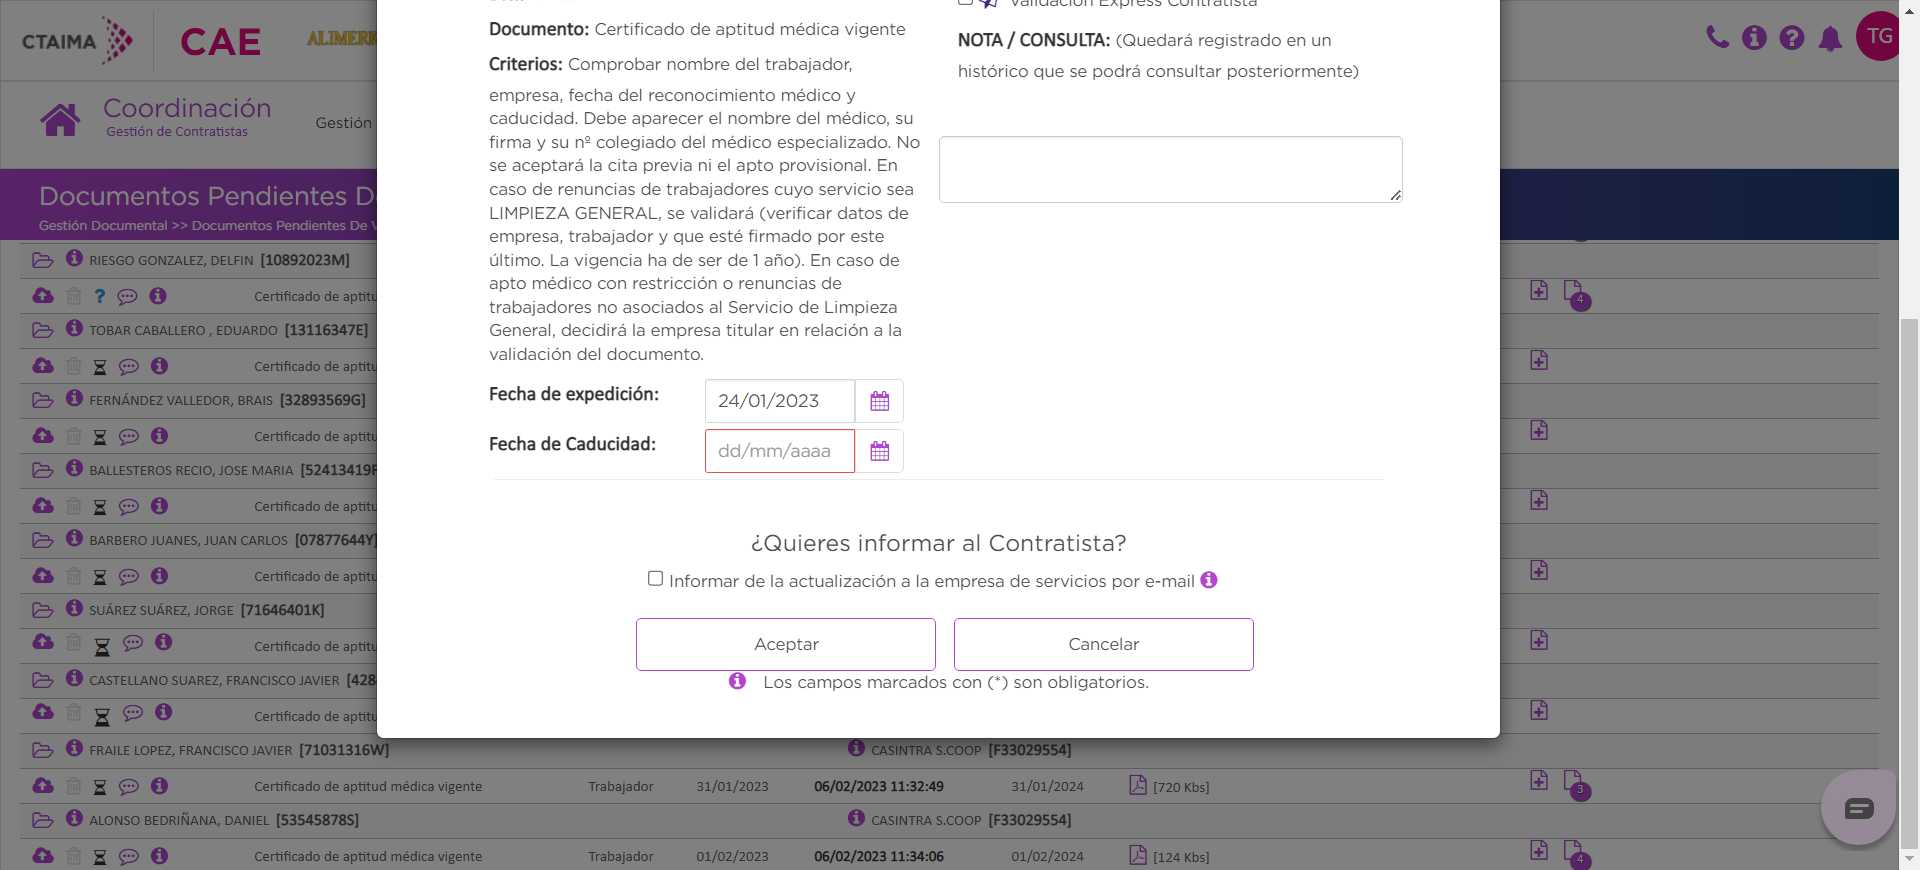 CTAIMA
CAE
ALIMERK
TG
Coordinación
Gestión de Contratistas
Gestión
Documentos Pendientes D
Gestión Documental >> Documentos Pendientes De V
Validación Express Contratista
Documento: Certificado de aptitud médica vigente
NOTA / CONSULTA: (Quedará registrado en un
histórico que se podrá consultar posteriormente)
Criterios: Comprobar nombre del trabajador,
empresa, fecha del reconocimiento médico y
caducidad. Debe aparecer el nombre del médico, su
firma y su nº colegiado del médico especializado. No
se aceptará la cita previa ni el apto provisional. En
caso de renuncias de trabajadores cuyo servicio sea
LIMPIEZA GENERAL, se validará (verificar datos de
empresa, trabajador y que esté firmado por este
último. La vigencia ha de ser de 1 año). En caso de
apto médico con restricción o renuncias de
trabajadores no asociados al Servicio de Limpieza
General, decidirá la empresa titular en relación a la
validación del documento.
Fecha de expedición: 24/01/2023
Fecha de Caducidad: dd/mm/aaaa
¿Quieres informar al Contratista?
Informar de la actualización a la empresa de servicios por e-mail
Aceptar Cancelar
Los campos marcados con (*) son obligatorios.
RIESGO GONZALEZ, DELFIN [10892023M]
Certificado de aptitu 4
TOBAR CABALLERO , EDUARDO [13116347E]
Certificado de aptitu
FERNÁNDEZ VALLEDOR, BRAIS [32893569G]
Certificado de aptitu
BALLESTEROS RECIO, JOSE MARIA [52413419F
Certificado de aptitu
BARBERO JUANES, JUAN CARLOS [07877644Y]
Certificado de aptitu
SUÁREZ SUÁREZ, JORGE [71646401K]
Certificado de aptitu
CASTELLANO SUAREZ, FRANCISCO JAVIER [428
Certificado de aptitu
FRAILE LOPEZ, FRANCISCO JAVIER [71031316W] CASINTRA S.COOP [F33029554]
Certificado de aptitud médica vigente Trabajador 31/01/2023 06/02/2023 11:32:49 31/01/2024 [720 Kbs] 3
ALONSO BEDRIÑANA, DANIEL [53545878S] CASINTRA S.COOP [F33029554]
Certificado de aptitud médica vigente Trabajador 01/02/2023 06/02/2023 11:34:06 01/02/2024 [124 Kbs] 4